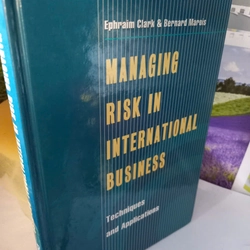 Ephraim Clark & Bernard Marois
MANAGING
RISK IN
INTERNATIONAL
BUSINESS
Techniques
and Applications